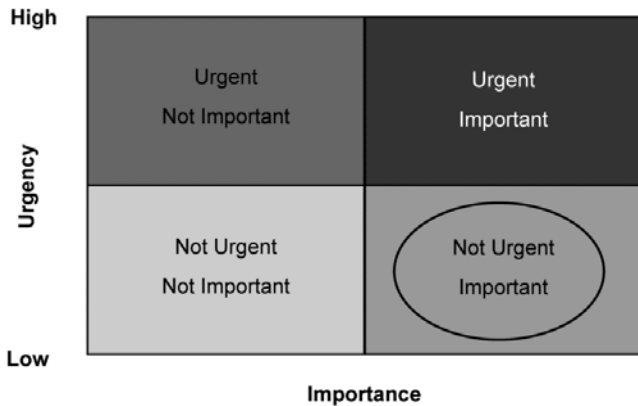 High
Urgent
Not Important
Urgent
Important
Urgency
Not Urgent
Not Important
Not Urgent
Important
Low
Importance